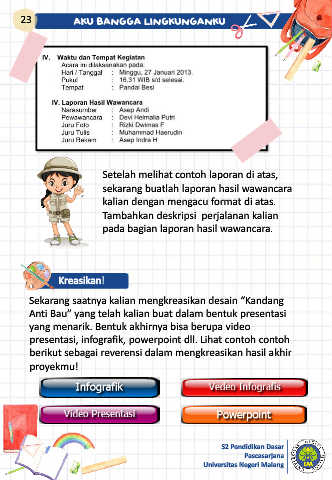 23
AKU BANGGA LINGKUNGANKU
IV. Waktu dan Tempat Kegiatan
Acara ini dilaksanakan pada:
Hari / Tanggal : Minggu, 27 Januari 2013.
Pukul : 16.31 WIB s/d selesai.
Tempat : Pandai Besi
IV. Laporan Hasil Wawancara
Narasumber : Asep Andi
Pewawancara : Devi Helmalia Putri
Juru Foto : Rizki Dwimas F
Juru Tulis : Muhammad Haerudin
Juru Rekam : Asep Indra H
Setelah melihat contoh laporan di atas,
sekarang buatlah laporan hasil wawancara
kalian dengan mengacu format di atas.
Tambahkan deskripsi perjalanan kalian
pada bagian laporan hasil wawancara.
Kreasikan!
Sekarang saatnya kalian mengkreasikan desain “Kandang
Anti Bau” yang telah kalian buat dalam bentuk presentasi
yang menarik. Bentuk akhirnya bisa berupa video
presentasi, infografik, powerpoint dll. Lihat contoh contoh
berikut sebagai reverensi dalam mengkreasikan hasil akhir
proyekmu!
Infografik
Vedeo Infografis
Video Presentasi
Powerpoint
S2 Pendidikan Dasar
Pascasarjana
Universitas Negeri Malang